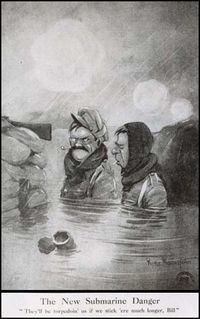 The New Submarine Danger
"They'll be torpedoin' us if we stick 'ere much longer, Bill"